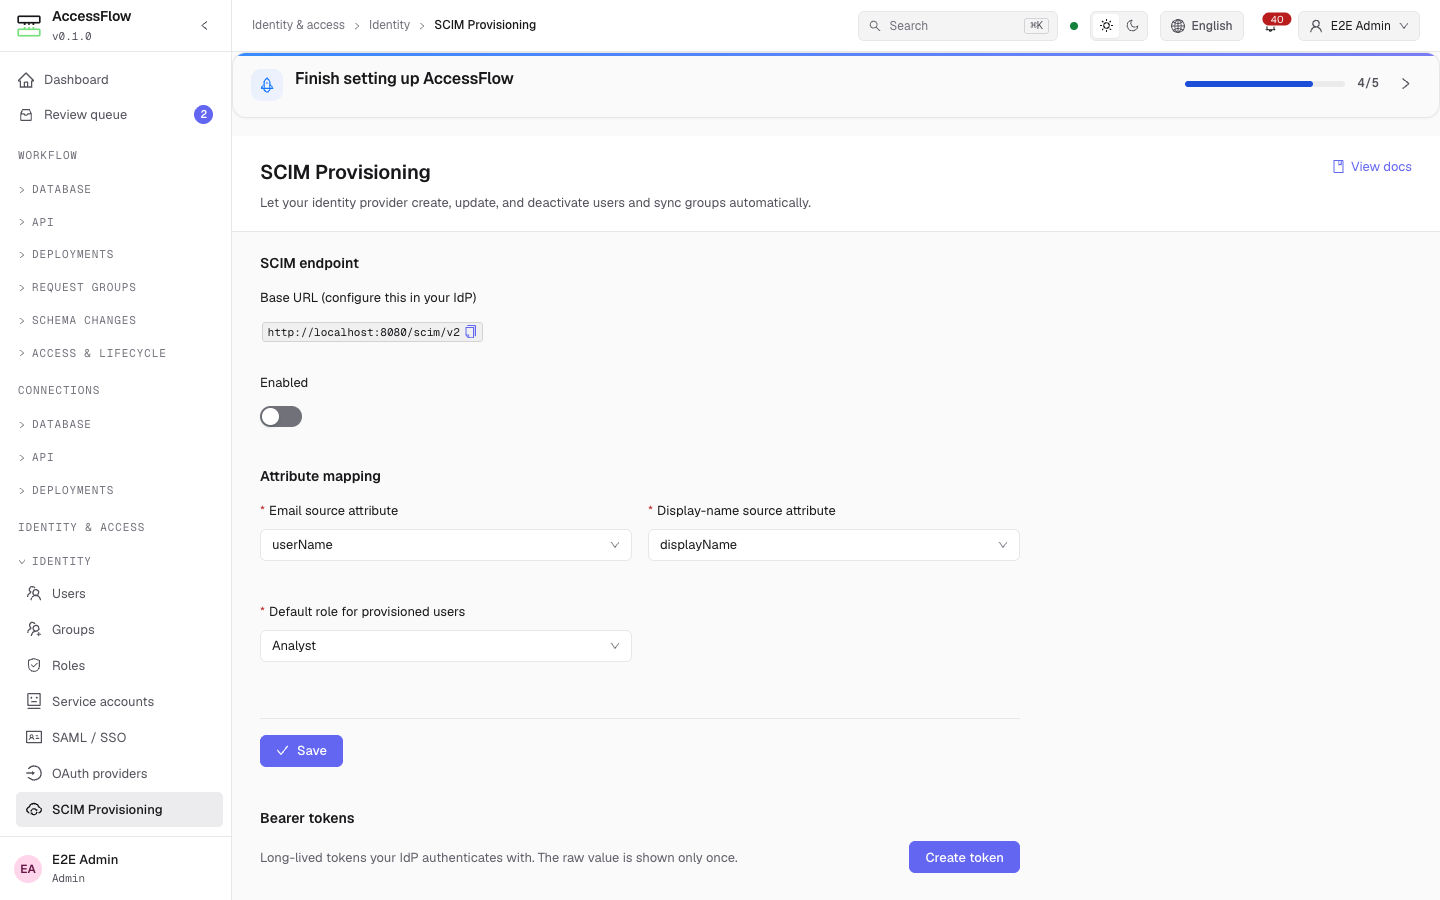 AccessFlow
v0.1.0
Identity & access
Identity
SCIM Provisioning
Search
⌘K
English
40
E2E Admin
Dashboard
Review queue
2
WORKFLOW
DATABASE
API
DEPLOYMENTS
REQUEST GROUPS
SCHEMA CHANGES
ACCESS & LIFECYCLE
CONNECTIONS
DATABASE
API
DEPLOYMENTS
IDENTITY & ACCESS
IDENTITY
Users
Groups
Roles
Service accounts
SAML / SSO
OAuth providers
SCIM Provisioning
EA
E2E Admin
Admin
Finish setting up AccessFlow
4/5
SCIM Provisioning
View docs
Let your identity provider create, update, and deactivate users and sync groups automatically.
SCIM endpoint
Base URL (configure this in your IdP)
http://localhost:8080/scim/v2
Enabled
Attribute mapping
* Email source attribute
* Display-name source attribute
userName
displayName
* Default role for provisioned users
Analyst
Save
Bearer tokens
Long-lived tokens your IdP authenticates with. The raw value is shown only once.
Create token